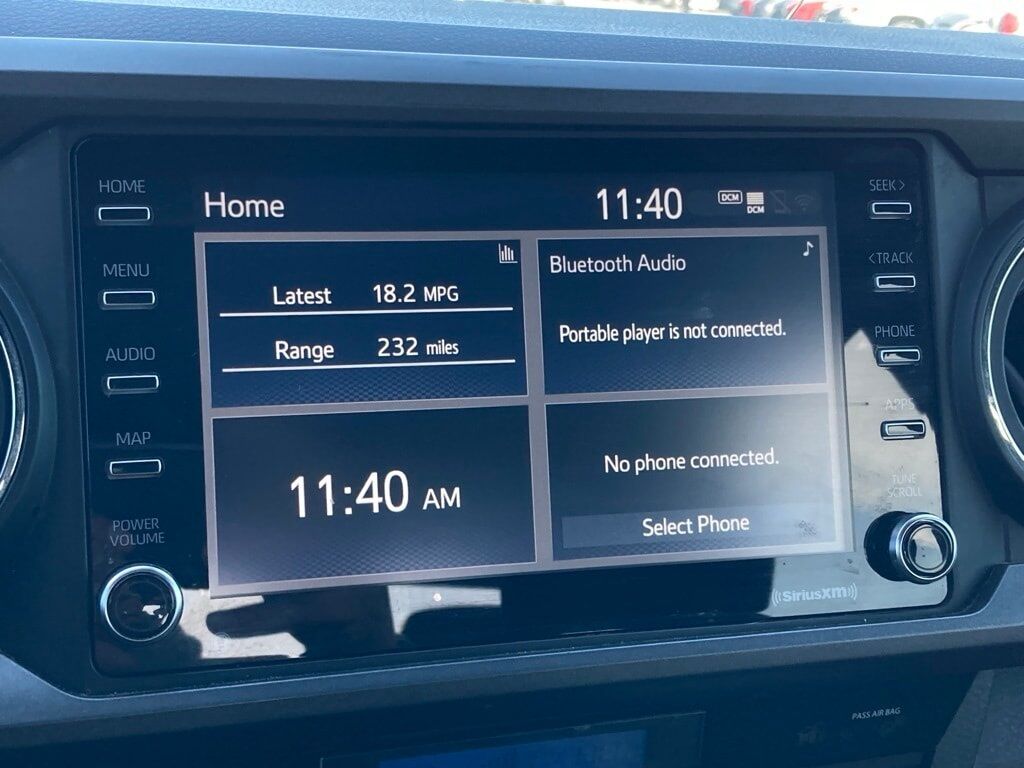 HOME
MENU
AUDIO
MAP
POWER
VOLUME
Home
11:40
DCM
DCM
Latest 18.2 MPG
Range 232 miles
Bluetooth Audio
Portable player is not connected.
11:40 AM
No phone connected.
Select Phone
SEEK >
< TRACK
PHONE
APPS
TUNE
SCROLL
((SiriusXM))
PASS AIR BAG